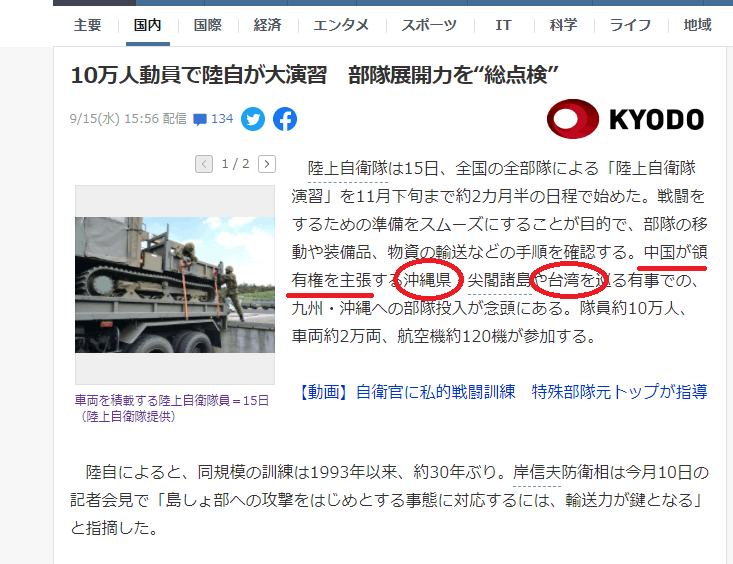 主要 国内 国際 経済 エンタメ スポーツ IT 科学 ライフ 地域
10万人動員で陸自が大演習　部隊展開力を“総点検”
9/15(水) 15:56 配信 134
KYODO
1 / 2
陸上自衛隊は15日、全国の全部隊による「陸上自衛隊
演習」を11月下旬まで約2カ月半の日程で始めた。戦闘を
するための準備をスムーズにすることが目的で、部隊の移
動や装備品、物資の輸送などの手順を確認する。中国が領
有権を主張する沖縄県・尖閣諸島や台湾を巡る有事での、
九州・沖縄への部隊投入が念頭にある。隊員約10万人、
車両約2万両、航空機約120機が参加する。
車両を積載する陸上自衛隊員＝15日
（陸上自衛隊提供）
【動画】自衛官に私的戦闘訓練　特殊部隊元トップが指導
陸自によると、同規模の訓練は1993年以来、約30年ぶり。岸信夫防衛相は今月10日の
記者会見で「島しょ部への攻撃をはじめとする事態に対応するには、輸送力が鍵となる」
と指摘した。